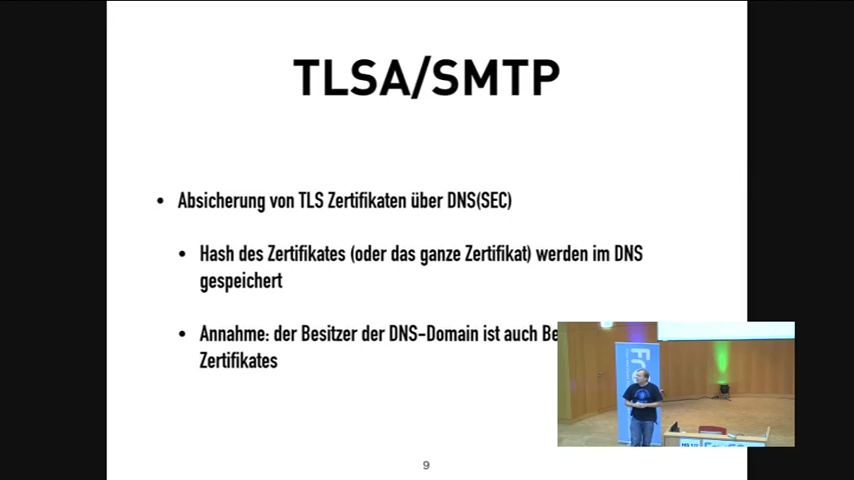 TLSA/SMTP
• Absicherung von TLS Zertifikaten über DNS(SEC)
• Hash des Zertifikates (oder das ganze Zertifikat) werden im DNS
gespeichert
• Annahme: der Besitzer der DNS-Domain ist auch
Zertifikates
9